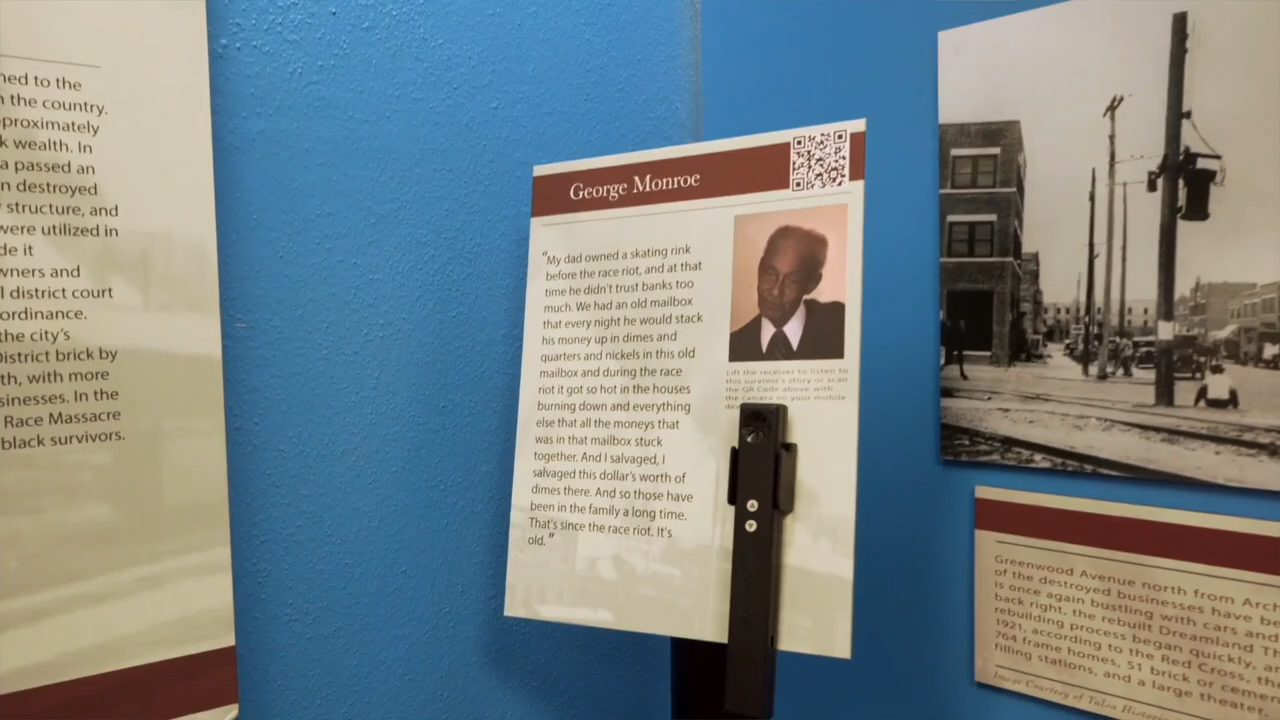 ned to the
n the country.
proximately
k wealth. In
a passed an
n destroyed
structure, and
were utilized in
de it
wners and
l district court
ordinance.
the city's
District brick by
th, with more
sinesses. In the
Race Massacre
black survivors.
George Monroe
"My dad owned a skating rink
before the race riot, and at that
time he didn't trust banks too
much. We had an old mailbox
that every night he would stack
his money up in dimes and
quarters and nickels in this old
mailbox and during the race
riot it got so hot in the houses
burning down and everything
else that all the moneys that
was in that mailbox stuck
together. And I salvaged, I
salvaged this dollar's worth of
dimes there. And so those have
been in the family a long time.
That's since the race riot. It's
old."
Lift the receiver to listen to
this survivor's story or scan
the QR Code above with
the camera on your mobile
Greenwood Avenue north from Arch
of the destroyed businesses have be
is once again bustling with cars and
back right, the rebuilt Dreamland Th
rebuilding process began quickly, a
1921, according to the Red Cross, the
764 frame homes, 51 brick or cemen
filling stations, and a large theater.
Image Courtesy of Tulsa Histo